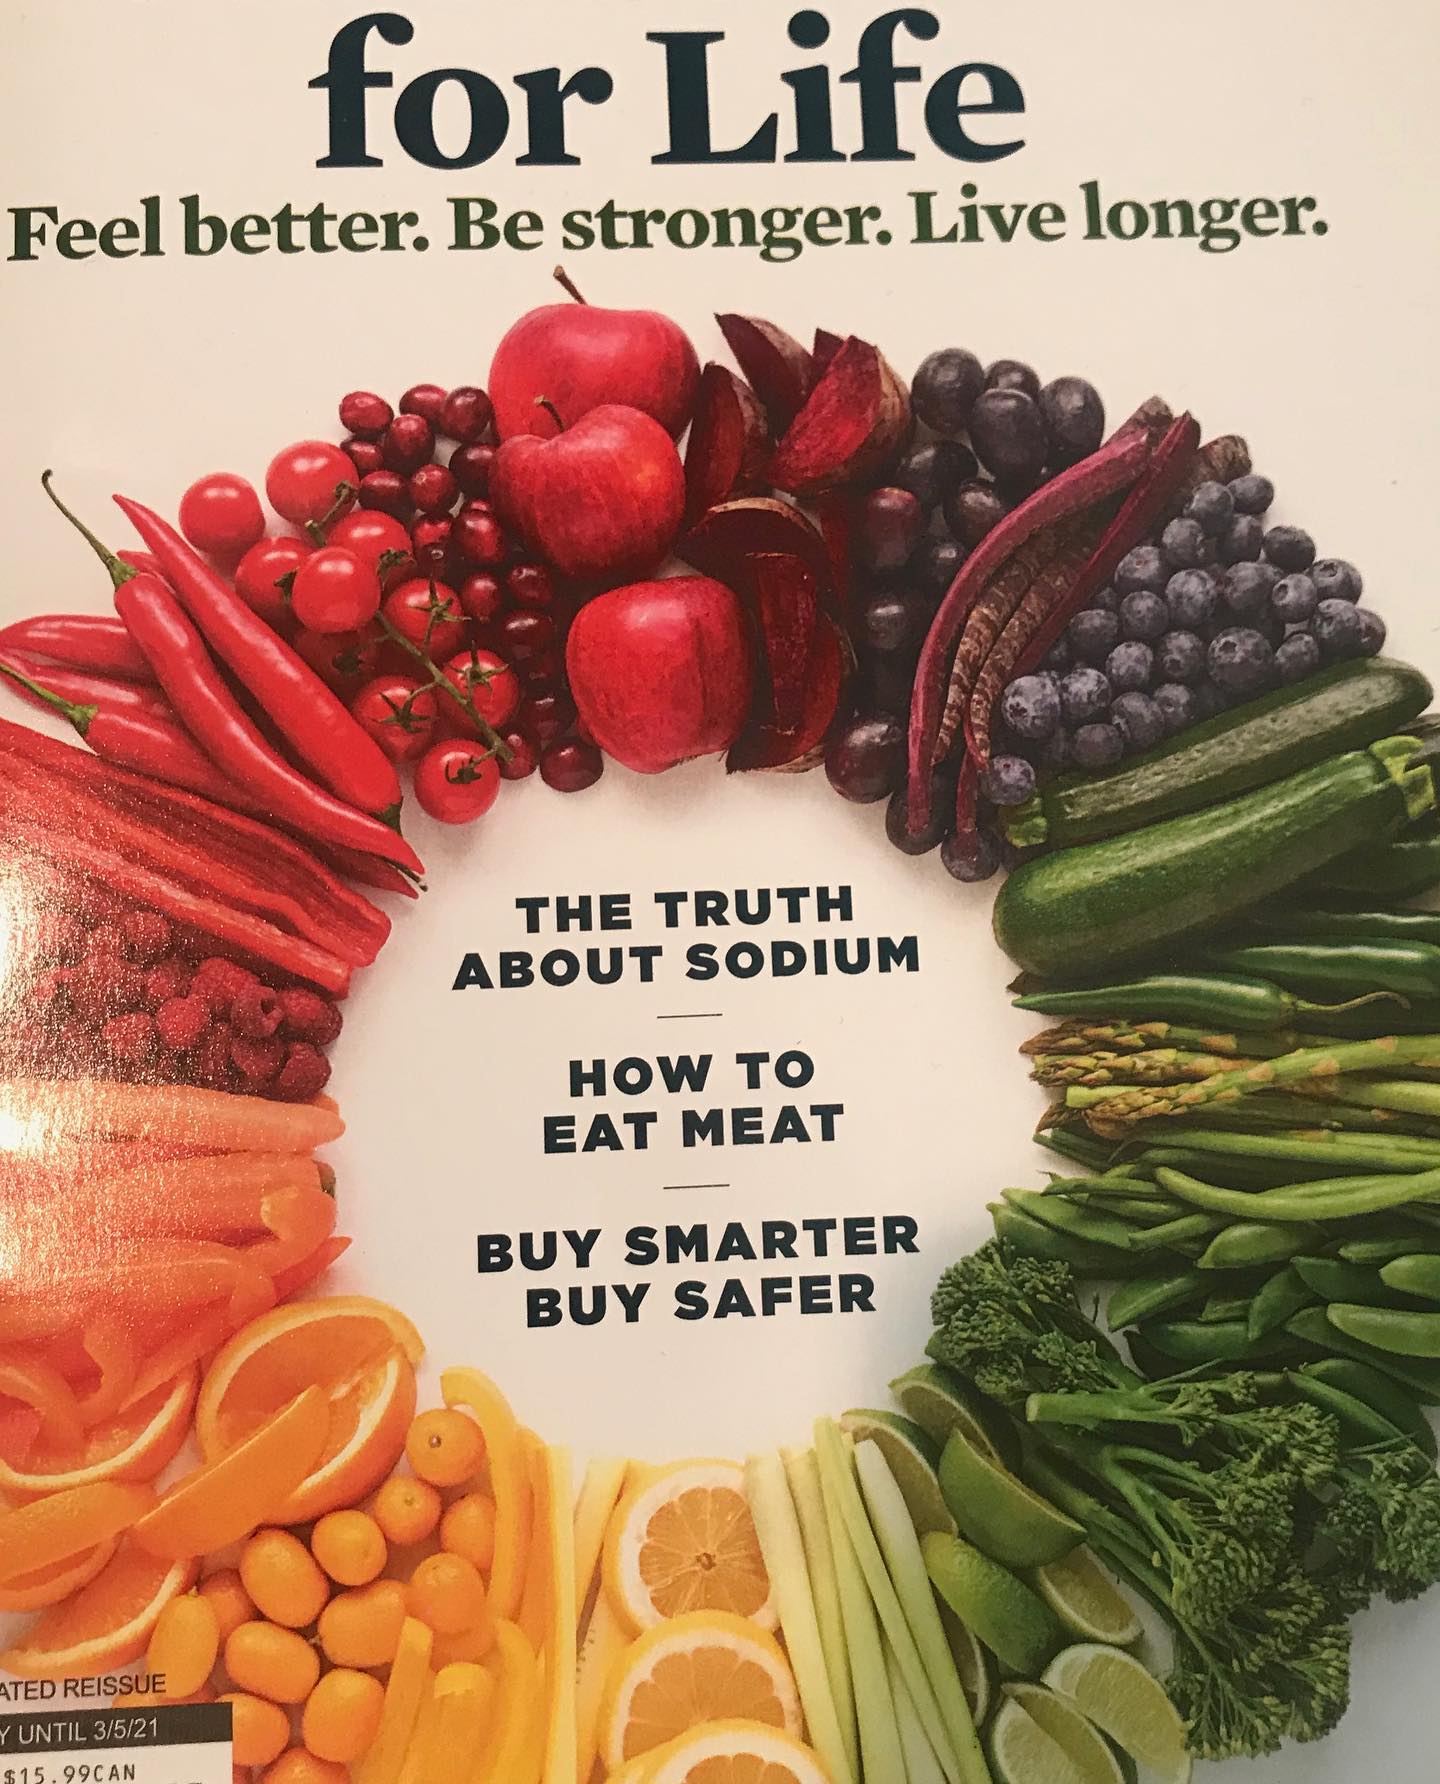 for Life
Feel better. Be stronger. Live longer.
THE TRUTH
ABOUT SODIUM
HOW TO
EAT MEAT
BUY SMARTER
BUY SAFER
ATED REISSUE
Y UNTIL 3/5/21
$15.99CAN